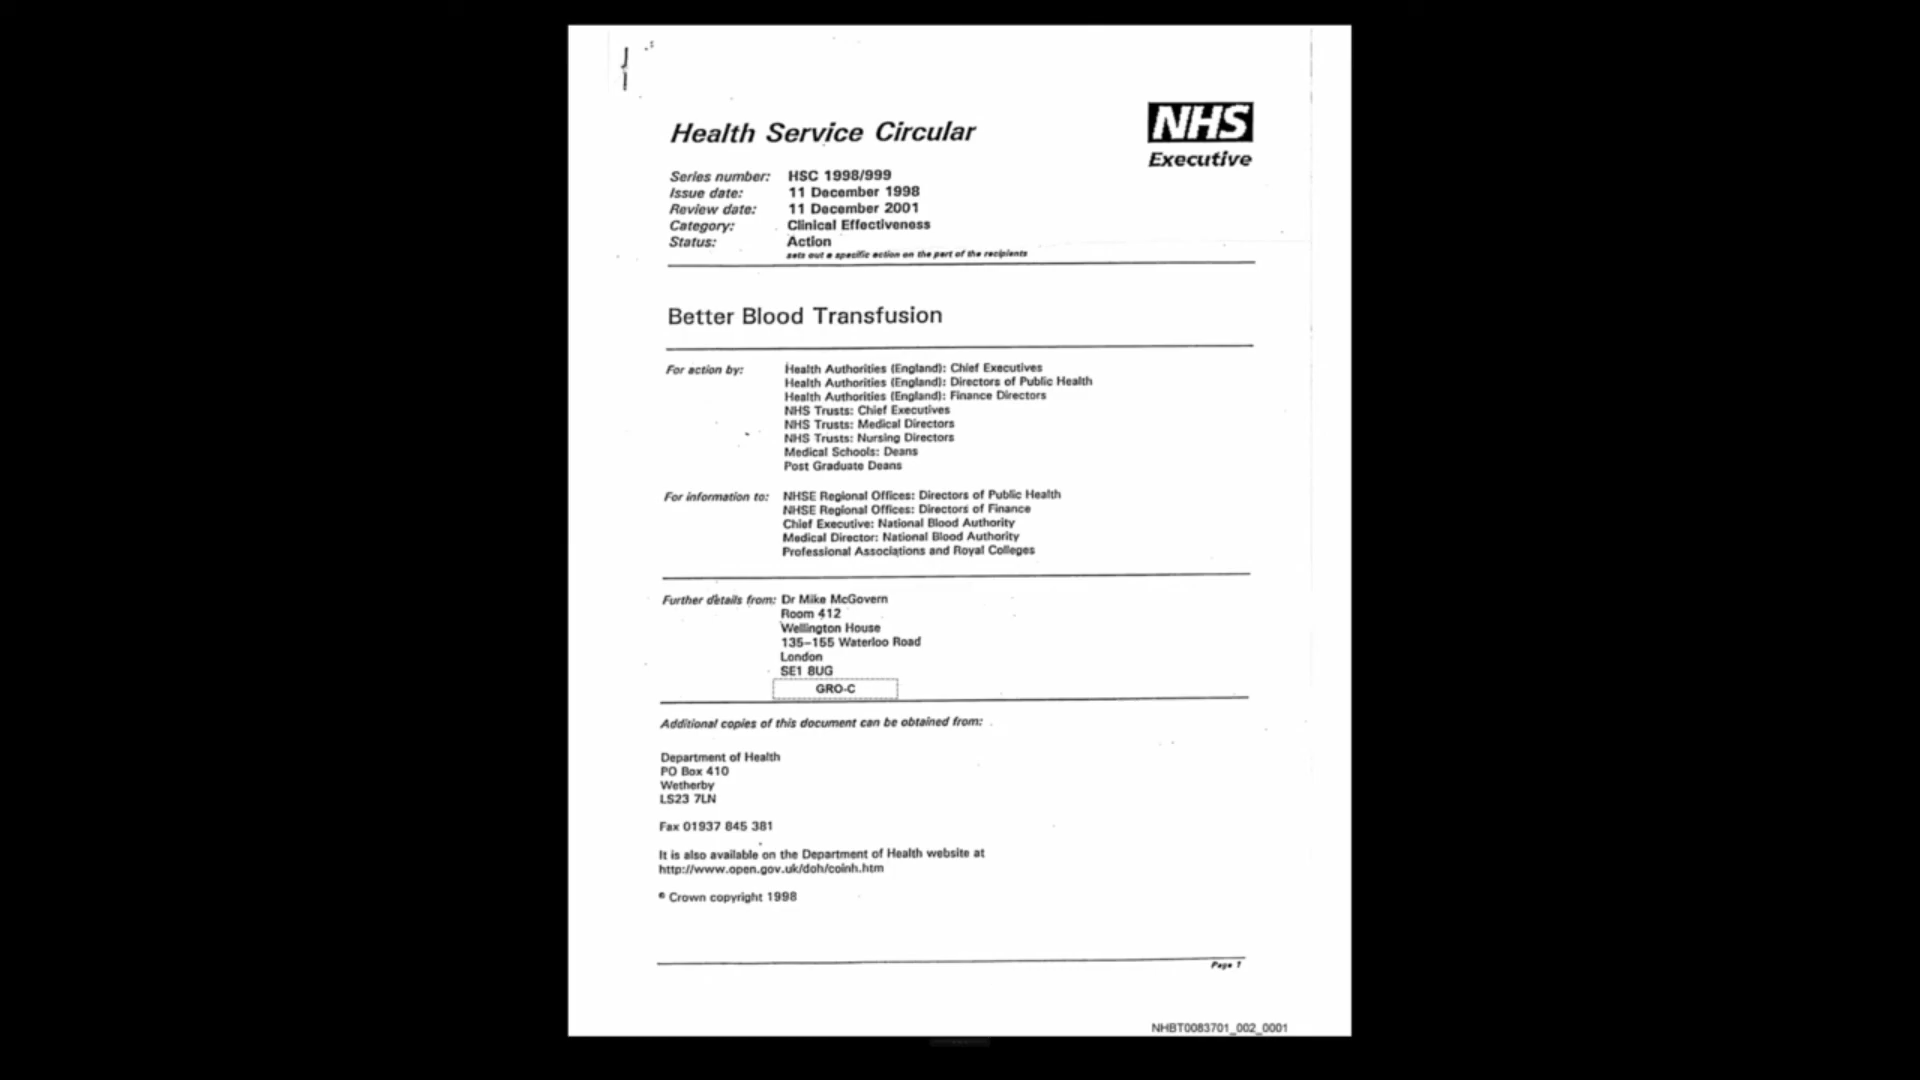 Health Service Circular
NHS
Executive
Series number: HSC 1998/999
Issue date: 11 December 1998
Review date: 11 December 2001
Category: Clinical Effectiveness
Status: Action
sets out a specific action on the part of the recipients
Better Blood Transfusion
For action by: Health Authorities (England): Chief Executives
Health Authorities (England): Directors of Public Health
Health Authorities (England): Finance Directors
NHS Trusts: Chief Executives
NHS Trusts: Medical Directors
NHS Trusts: Nursing Directors
Medical Schools: Deans
Post Graduate Deans
For information to: NHSE Regional Offices: Directors of Public Health
NHSE Regional Offices: Directors of Finance
Chief Executive: National Blood Authority
Medical Director: National Blood Authority
Professional Associations and Royal Colleges
Further details from: Dr Mike McGovern
Room 412
Wellington House
135-155 Waterloo Road
London
SE1 8UG
GRO-C
Additional copies of this document can be obtained from:
Department of Health
PO Box 410
Wetherby
LS23 7LN
Fax 01937 845 381
It is also available on the Department of Health website at
http://www.open.gov.uk/doh/coinh.htm
© Crown copyright 1998
Page 1
NHBT0083701_002_0001